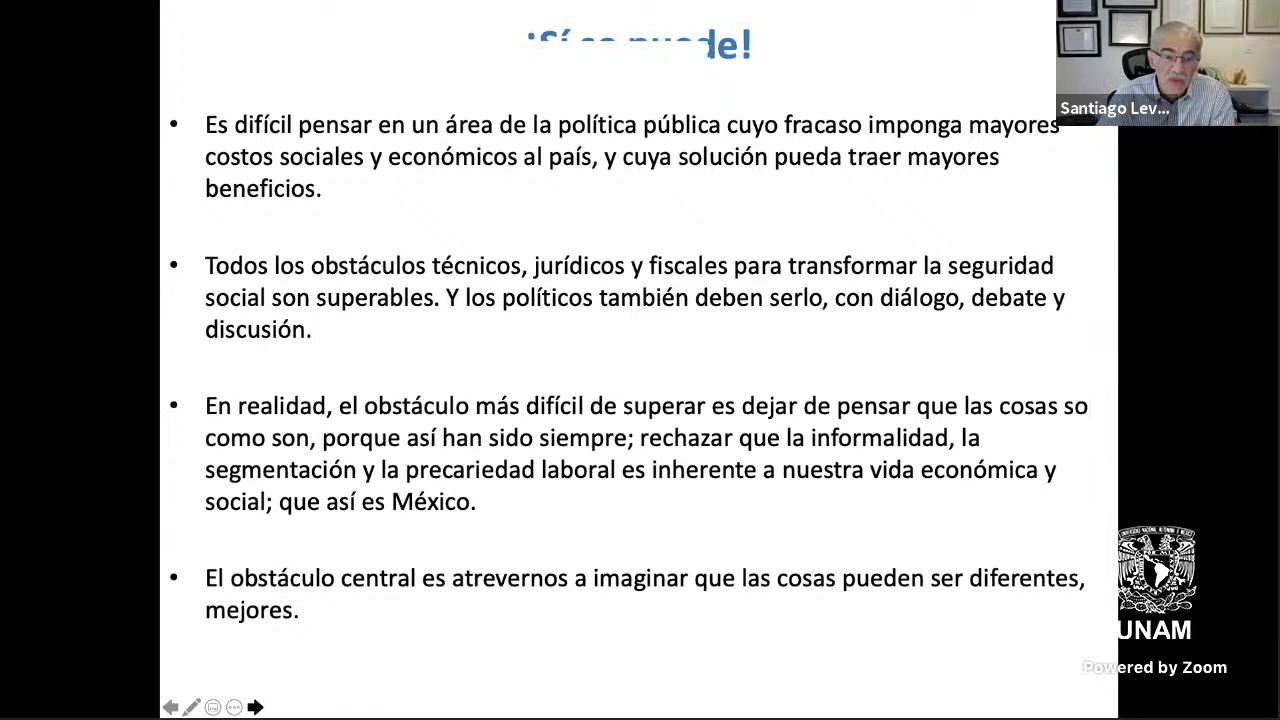 ¡Sí se puede!
Santiago Lev...
• Es difícil pensar en un área de la política pública cuyo fracaso imponga mayores
costos sociales y económicos al país, y cuya solución pueda traer mayores
beneficios.
• Todos los obstáculos técnicos, jurídicos y fiscales para transformar la seguridad
social son superables. Y los políticos también deben serlo, con diálogo, debate y
discusión.
• En realidad, el obstáculo más difícil de superar es dejar de pensar que las cosas so
como son, porque así han sido siempre; rechazar que la informalidad, la
segmentación y la precariedad laboral es inherente a nuestra vida económica y
social; que así es México.
• El obstáculo central es atrevernos a imaginar que las cosas pueden ser diferentes,
mejores.
UNAM
Powered by Zoom